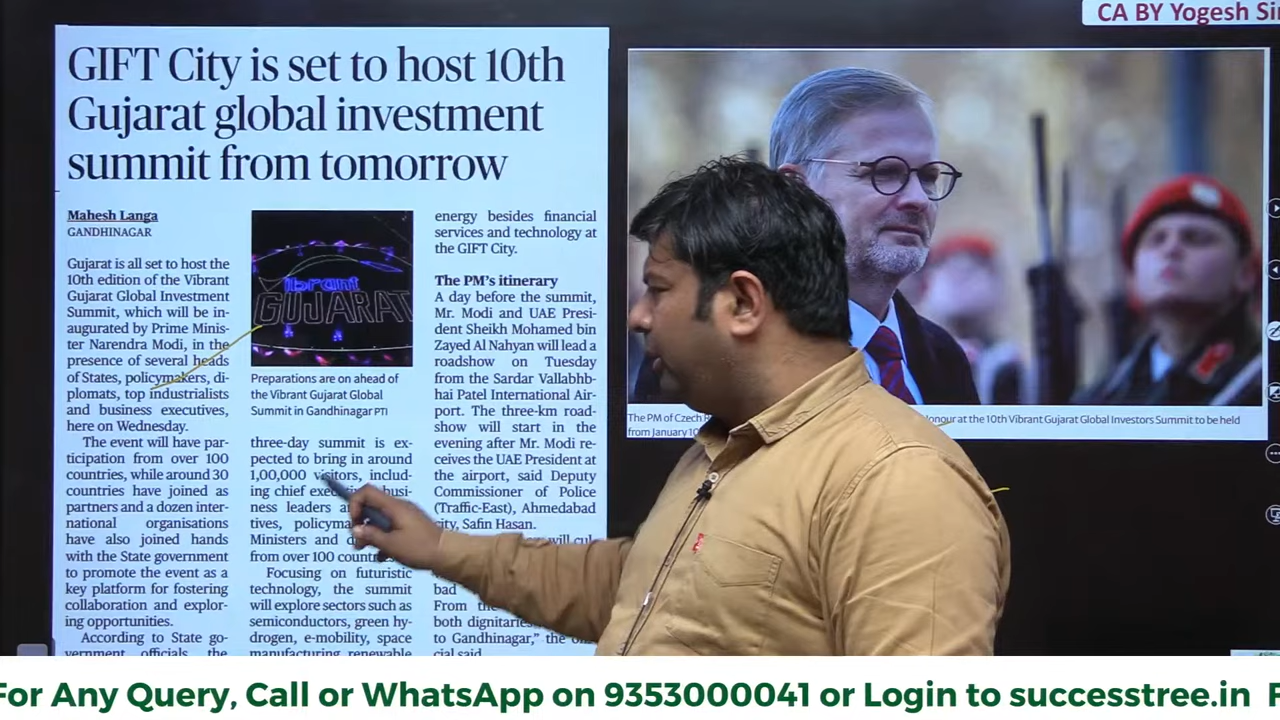 CA BY Yogesh
GIFT City is set to host 10th
Gujarat global investment
summit from tomorrow
Mahesh Langa
GANDHINAGAR
Gujarat is all set to host the
10th edition of the Vibrant
Gujarat Global Investment
Summit, which will be in-
augurated by Prime Minis-
ter Narendra Modi, in the
presence of several heads
of States, policymakers, di-
plomats, top industrialists
and business executives,
here on Wednesday.
The event will have par-
ticipation from over 100
countries, while around 30
countries have joined as
partners and a dozen inter-
national organisations
have also joined hands
with the State government
to promote the event as a
key platform for fostering
collaboration and explor-
ing opportunities.
According to State go-
vernment officials, the
Vibrant
GUJARAT
Preparations are on ahead of
the Vibrant Gujarat Global
Summit in Gandhinagar PTI
three-day summit is ex-
pected to bring in around
1,00,000 visitors, includ-
ing chief busi-
ness leaders
tives,
Ministers and
from over 100
Focusing on futuristic
technology, the summit
will explore sectors such as
semiconductors, green hy-
drogen, e-mobility, space
manufacturing renewable
energy besides financial
services and technology at
the GIFT City.
The PM's itinerary
A day before the summit,
Mr. Modi and UAE Presi-
dent Sheikh Mohamed bin
Zayed Al Nahyan will lead a
roadshow on Tuesday
from the Sardar Vallabhb-
hai Patel International Air-
port. The three-km road-
show will start in the
evening after Mr. Modi re-
ceives the UAE President at
the airport, said Deputy
Commissioner of Police
(Traffic-East), Ahmedabad
city, Safin Hasan.
will cul-
bad
From
both
to Gandhinagar," the
cial said
The PM of Czech honour at the 10th Vibrant Gujarat Global Investors Summit to be held
from January
For Any Query, Call or WhatsApp on 9353000041 or Login to successtree.in